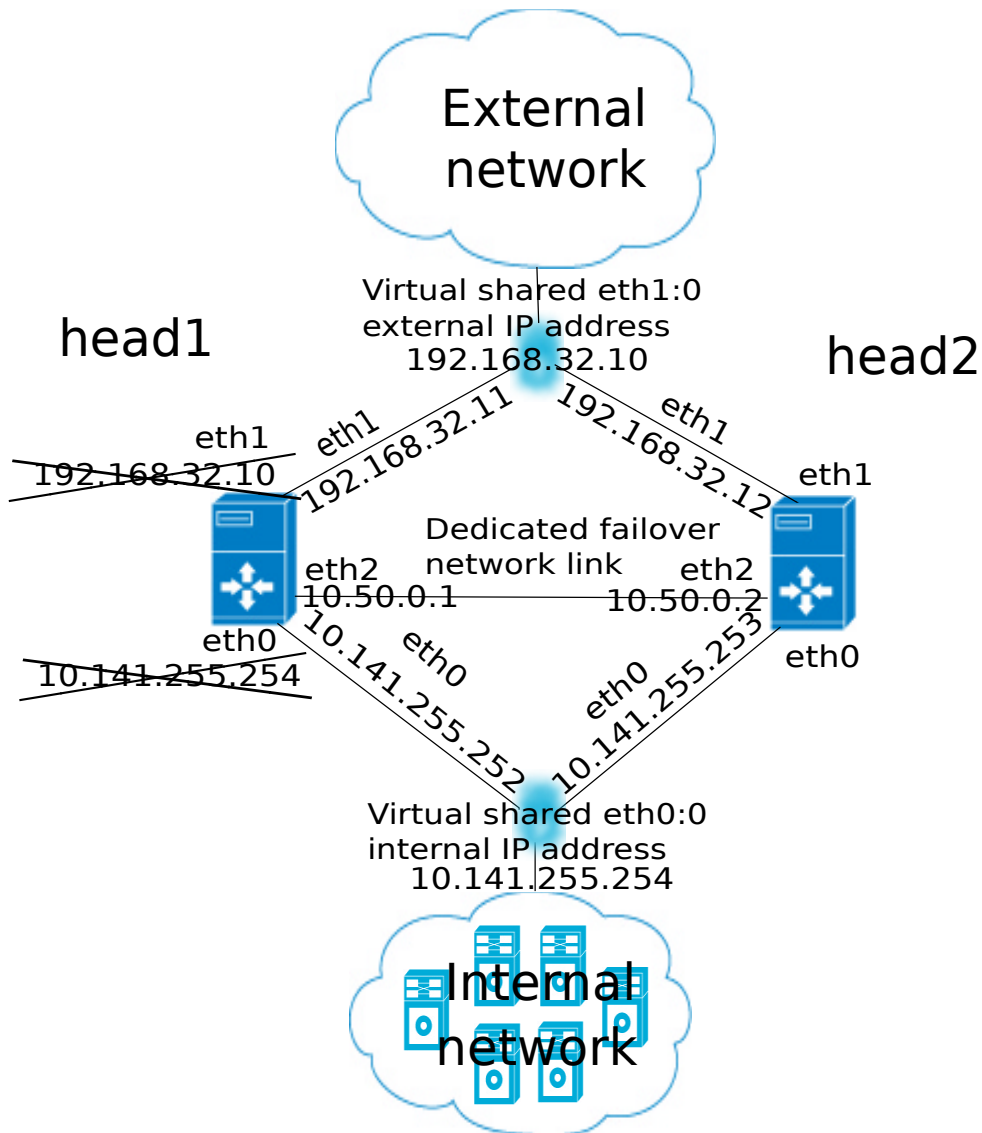 External
network
Virtual shared eth1:0
external IP address
192.168.32.10
head1
head2
eth1
192.168.32.10
eth1
192.168.32.11
eth1
192.168.32.12
eth1
Dedicated failover
network link
eth2
10.50.0.1
eth2
10.50.0.2
eth0
10.141.255.254
eth0
10.141.255.252
eth0
10.141.255.253
eth0
Virtual shared eth0:0
internal IP address
10.141.255.254
Internal
network